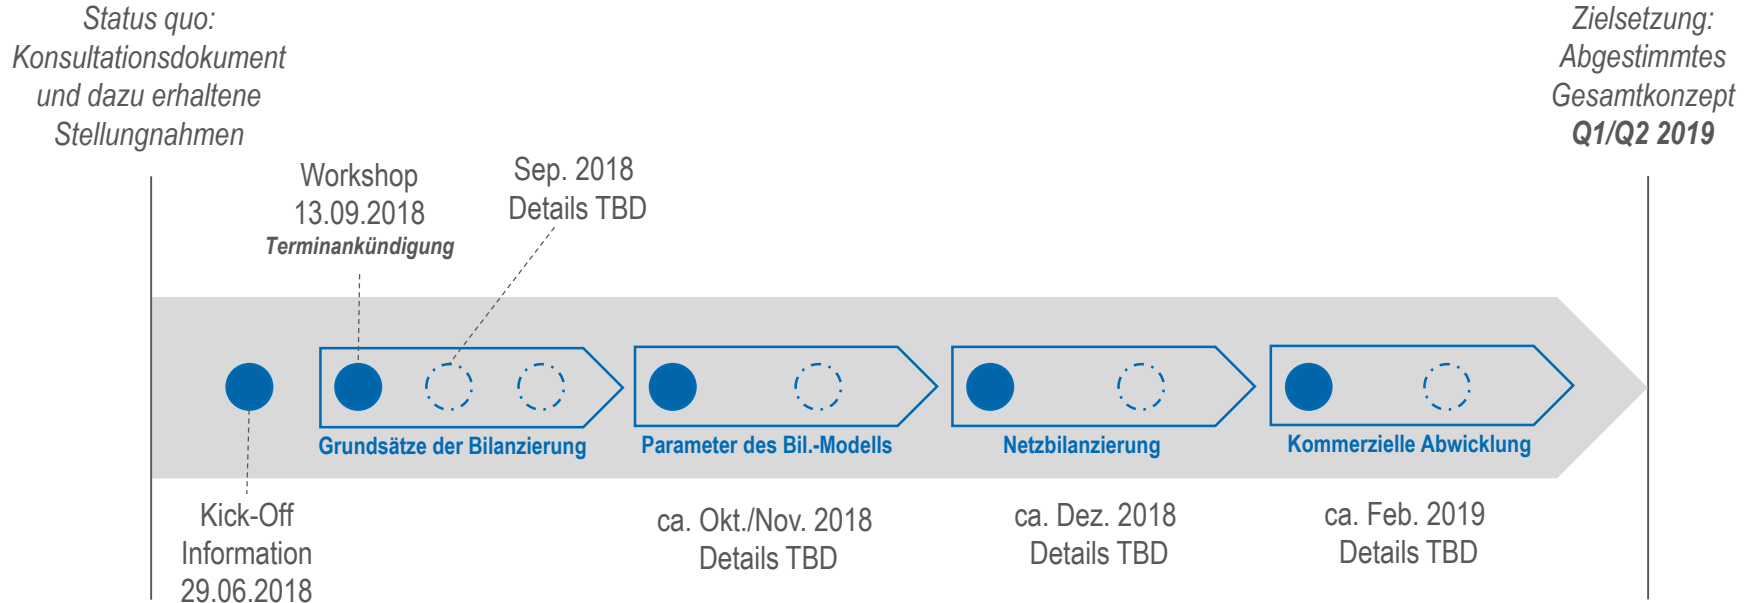 Status quo:
Konsultationsdokument
und dazu erhaltene
Stellungnahmen
Zielsetzung:
Abgestimmtes
Gesamtkonzept
Q1/Q2 2019
Workshop
13.09.2018
Terminankündigung
Sep. 2018
Details TBD
Grundsätze der Bilanzierung
Parameter des Bil.-Modells
Netzbilanzierung
Kommerzielle Abwicklung
Kick-Off
Information
29.06.2018
ca. Okt./Nov. 2018
Details TBD
ca. Dez. 2018
Details TBD
ca. Feb. 2019
Details TBD